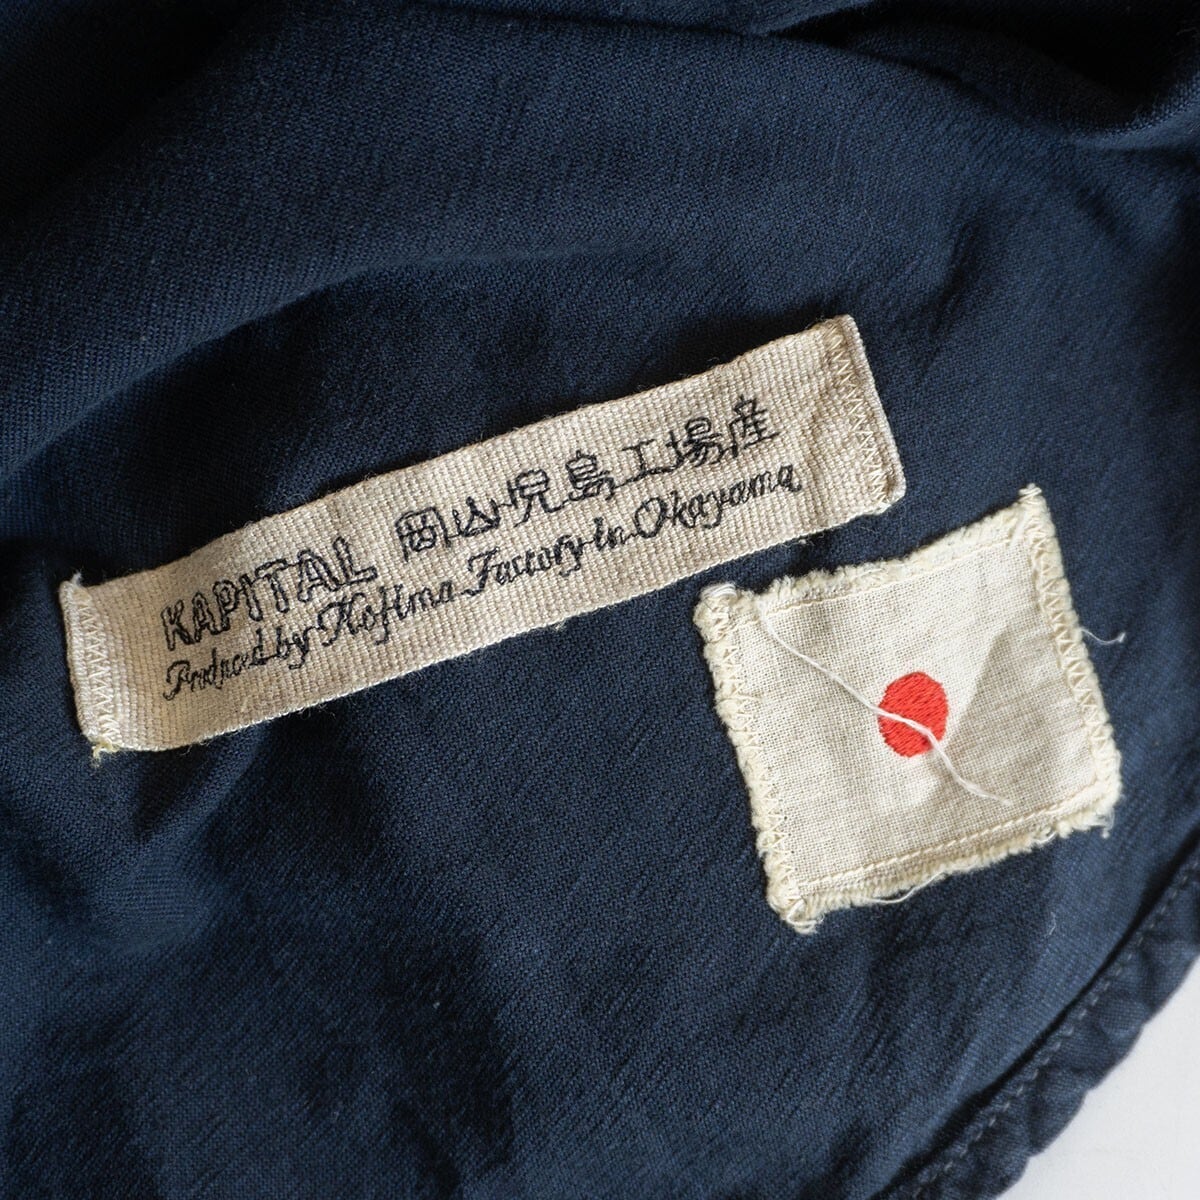 KAPITAL 岡山児島工場産
Produced by Kojima Factory in Okayama